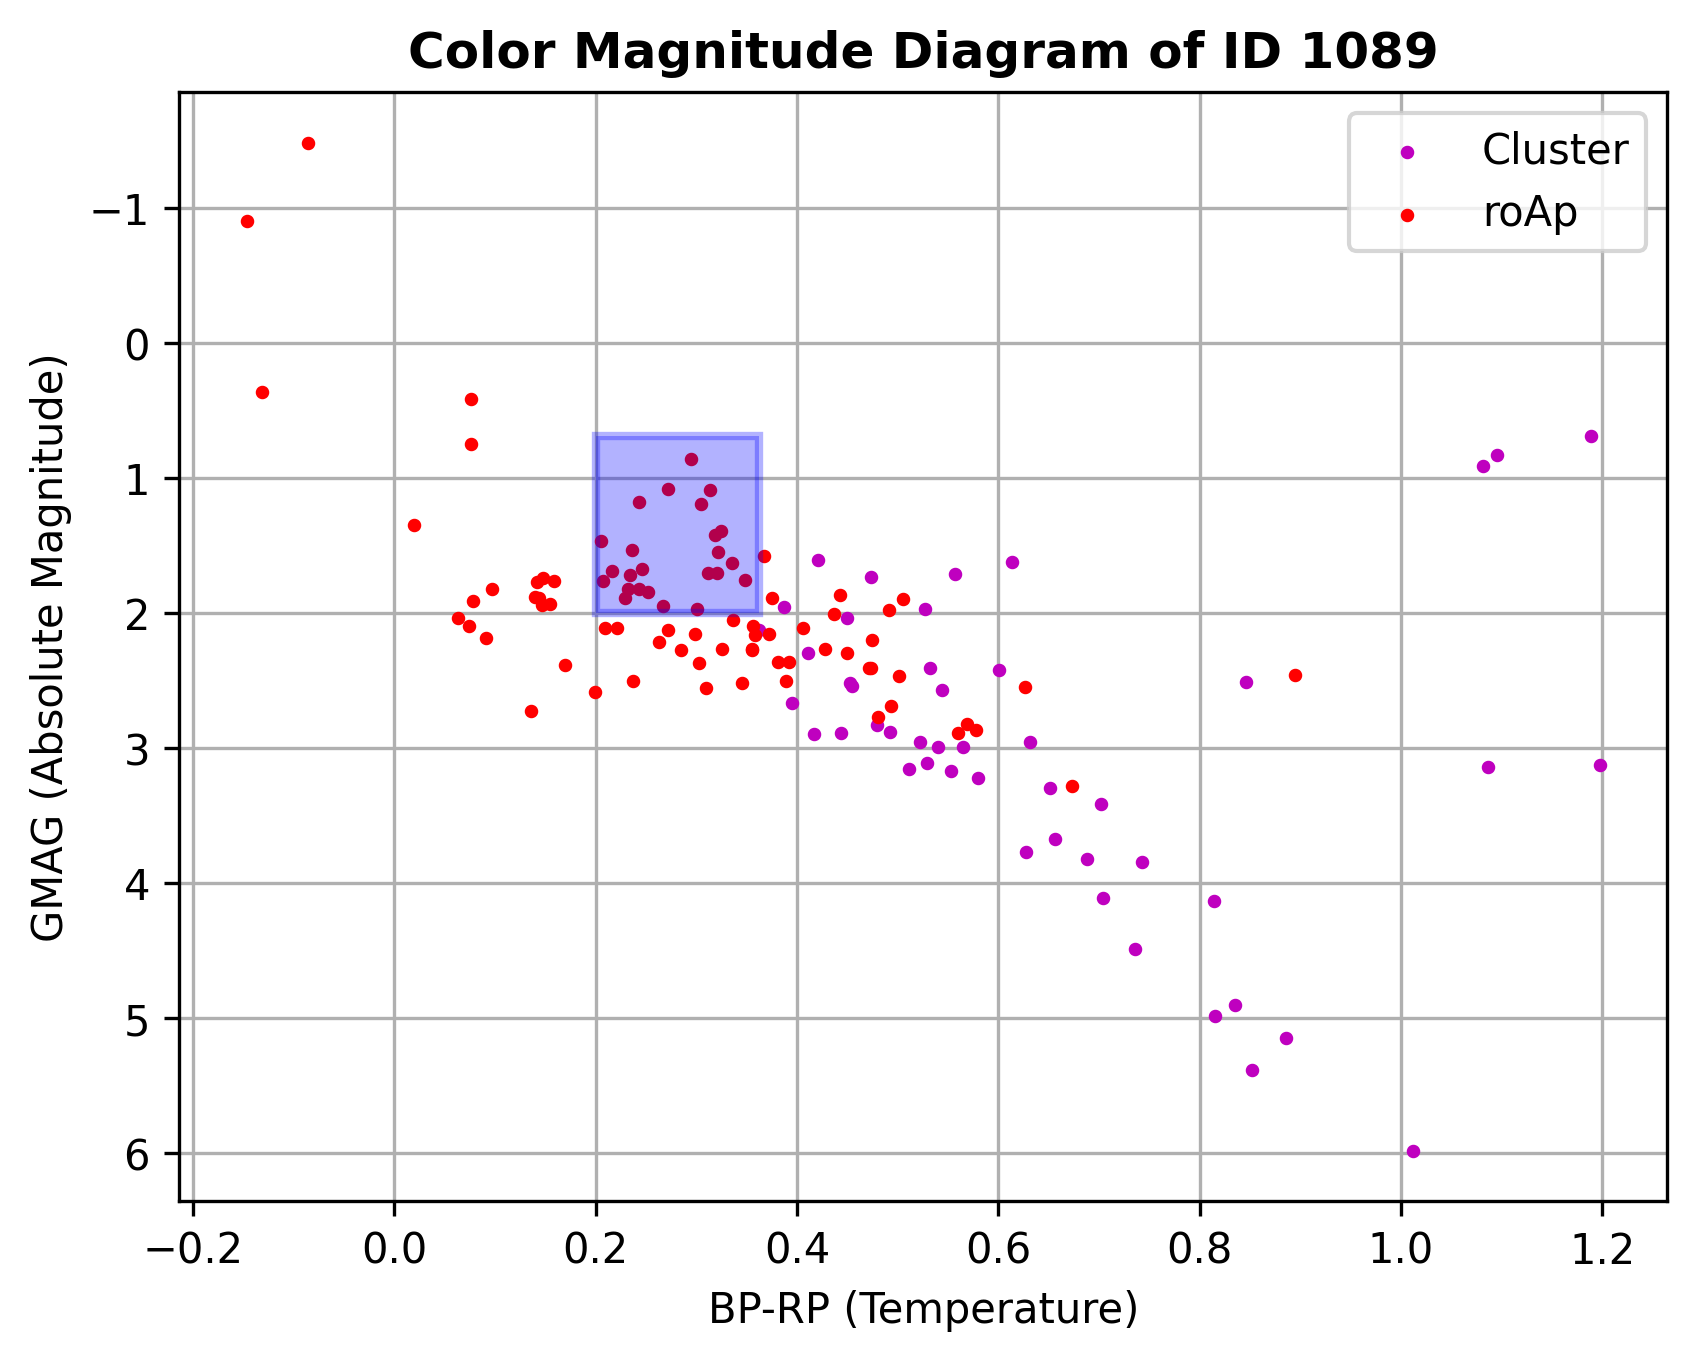 Color Magnitude Diagram of ID 1089
Cluster
roAp
GMAG (Absolute Magnitude)
−1
0
1
2
3
4
5
6
−0.2 0.0 0.2 0.4 0.6 0.8 1.0 1.2
BP-RP (Temperature)